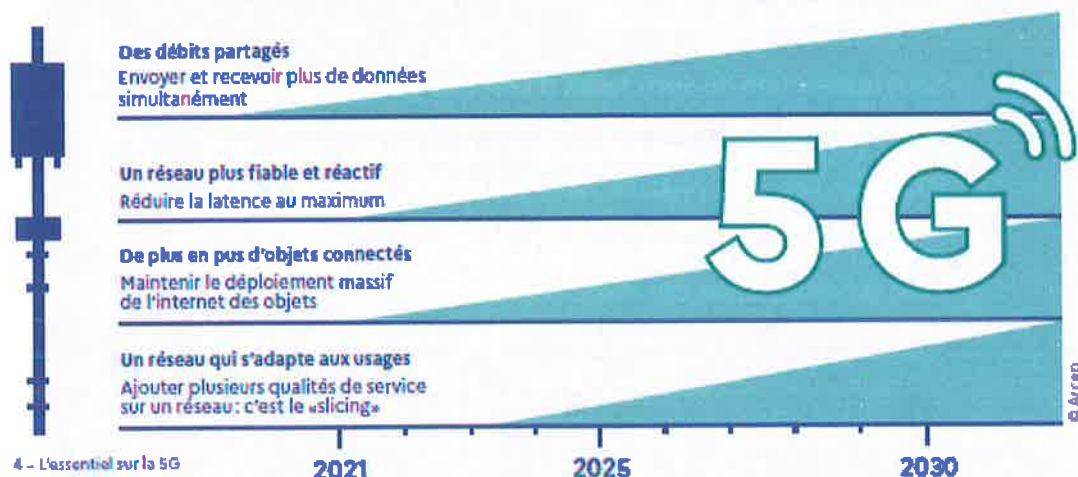 Des débits partagés
Envoyer et recevoir plus de données
simultanément
Un réseau plus fiable et réactif
Réduire la latence au maximum
De plus en pus d'objets connectés
Maintenir le déploiement massif
de l'internet des objets
Un réseau qui s'adapte aux usages
Ajouter plusieurs qualités de service
sur un réseau : c'est le «slicing»
5G
© Arcep
2021
2025
2030
4 – L'essentiel sur la 5G